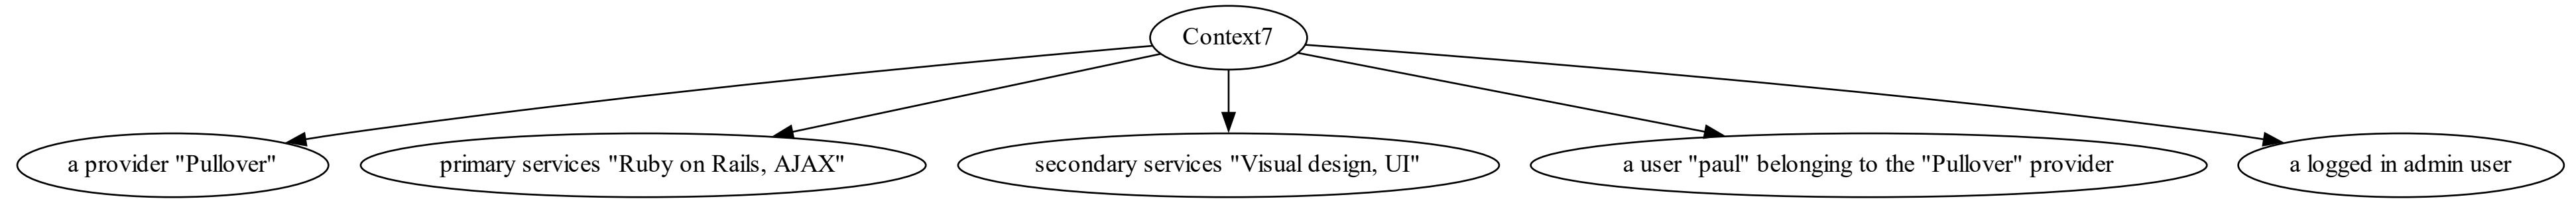 Context7
a provider "Pullover"
primary services "Ruby on Rails, AJAX"
secondary services "Visual design, UI"
a user "paul" belonging to the "Pullover" provider
a logged in admin user